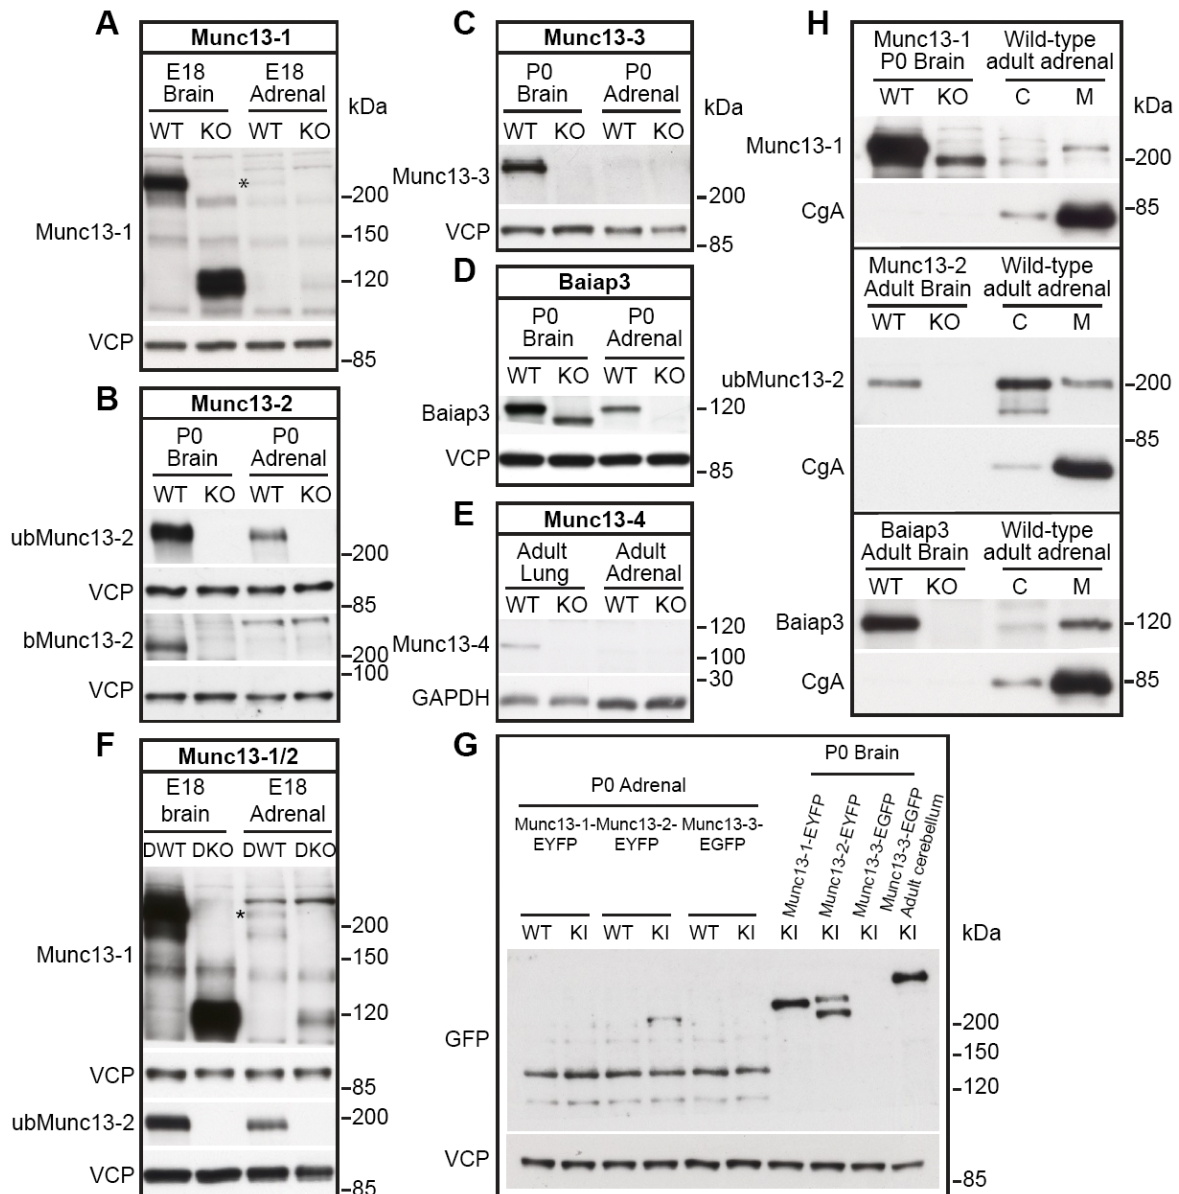 A
Munc13-1
E18 Brain
E18 Adrenal
kDa
WT KO WT KO
*
Munc13-1
200
150
120
VCP
85
B
Munc13-2
P0 Brain
P0 Adrenal
WT KO WT KO
ubMunc13-2
200
VCP
85
bMunc13-2
200
VCP
100
C
Munc13-3
P0 Brain
P0 Adrenal
kDa
WT KO WT KO
Munc13-3
200
VCP
85
D
Baiap3
P0 Brain
P0 Adrenal
WT KO WT KO
Baiap3
120
VCP
85
E
Munc13-4
Adult Lung
Adult Adrenal
WT KO WT KO
120
Munc13-4
100
30
GAPDH
F
Munc13-1/2
E18 brain
E18 Adrenal
DWT DKO DWT DKO
*
200
Munc13-1
150
120
VCP
85
ubMunc13-2
200
VCP
85
G
P0 Brain
P0 Adrenal
Munc13-1-EYFP
Munc13-2-EYFP
Munc13-3-EGFP
Munc13-1-EYFP
Munc13-2-EYFP
Munc13-3-EGFP
Munc13-3-EGFP
Adult cerebellum
WT KI WT KI WT KI KI KI KI KI
kDa
GFP
200
150
120
VCP
85
H
Munc13-1 P0 Brain
Wild-type adult adrenal
WT KO C M
kDa
Munc13-1
200
CgA
85
Munc13-2 Adult Brain
Wild-type adult adrenal
WT KO C M
ubMunc13-2
200
CgA
85
Baiap3 Adult Brain
Wild-type adult adrenal
WT KO C M
Baiap3
120
CgA
85